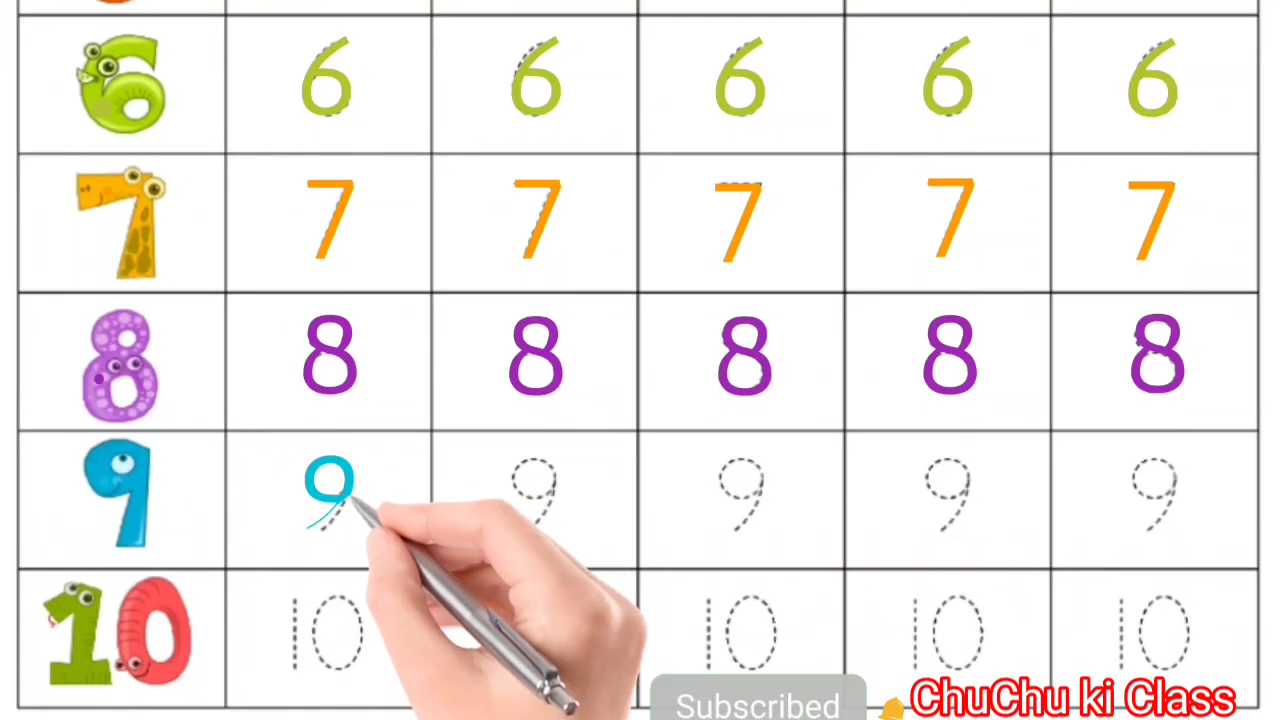 6 6 6 6 6 6
7 7 7 7 7 7
8 8 8 8 8 8
9 9 9 9 9 9
10 10 10 10 10
Subscribed
ChuChu ki Class